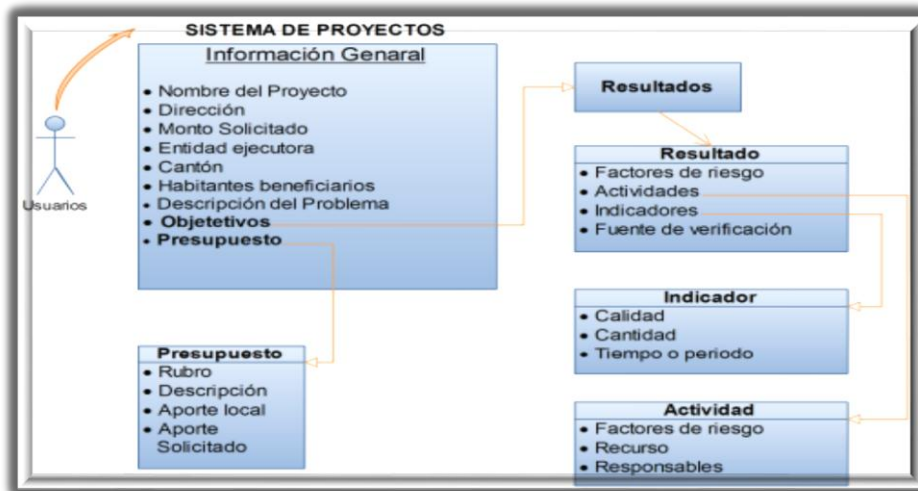 SISTEMA DE PROYECTOS
Información Genaral
• Nombre del Proyecto
• Dirección
• Monto Solicitado
• Entidad ejecutora
• Cantón
• Habitantes beneficiarios
• Descripción del Problema
• Objetetivos
• Presupuesto
Usuarios
Presupuesto
• Rubro
• Descripción
• Aporte local
• Aporte
Solicitado
Resultados
Resultado
• Factores de riesgo
• Actividades
• Indicadores
• Fuente de verificación
Indicador
• Calidad
• Cantidad
• Tiempo o periodo
Actividad
• Factores de riesgo
• Recurso
• Responsables